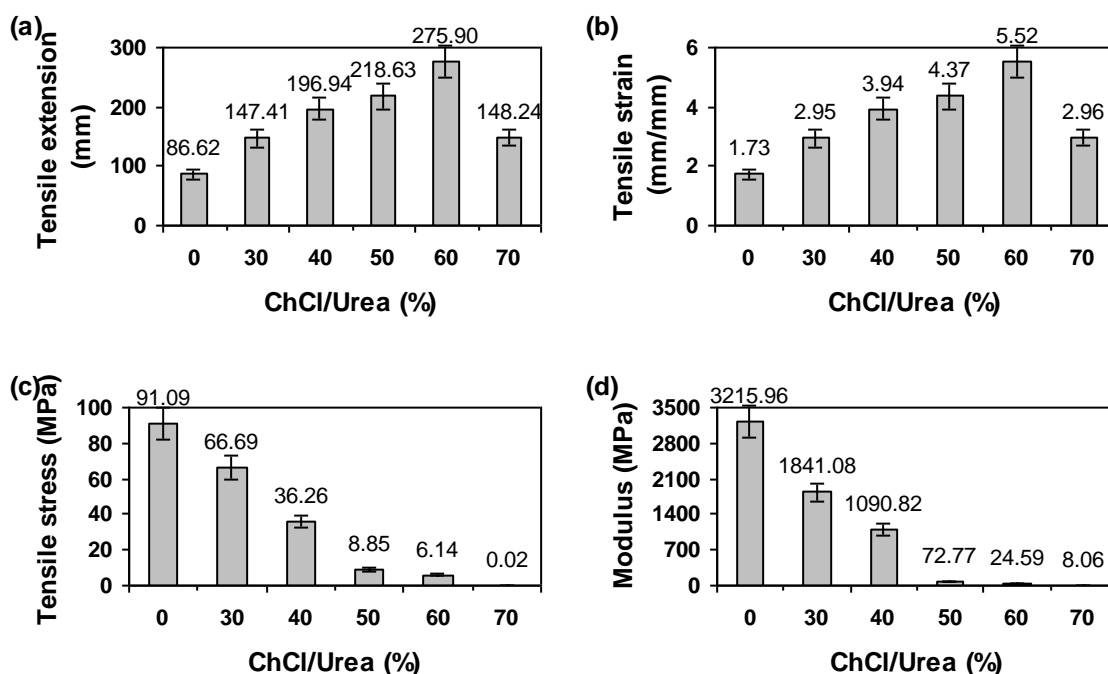 (a)
Tensile extension
(mm)
300
200
100
0
86.62
147.41
196.94
218.63
275.90
148.24
0 30 40 50 60 70
ChCl/Urea (%)
(b)
Tensile strain
(mm/mm)
6
4
2
0
1.73
2.95
3.94
4.37
5.52
2.96
0 30 40 50 60 70
ChCl/Urea (%)
(c)
Tensile stress (MPa)
100
80
60
40
20
0
91.09
66.69
36.26
8.85
6.14
0.02
0 30 40 50 60 70
ChCl/Urea (%)
(d)
Modulus (MPa)
3500
2800
2100
1400
700
0
3215.96
1841.08
1090.82
72.77
24.59
8.06
0 30 40 50 60 70
ChCl/Urea (%)